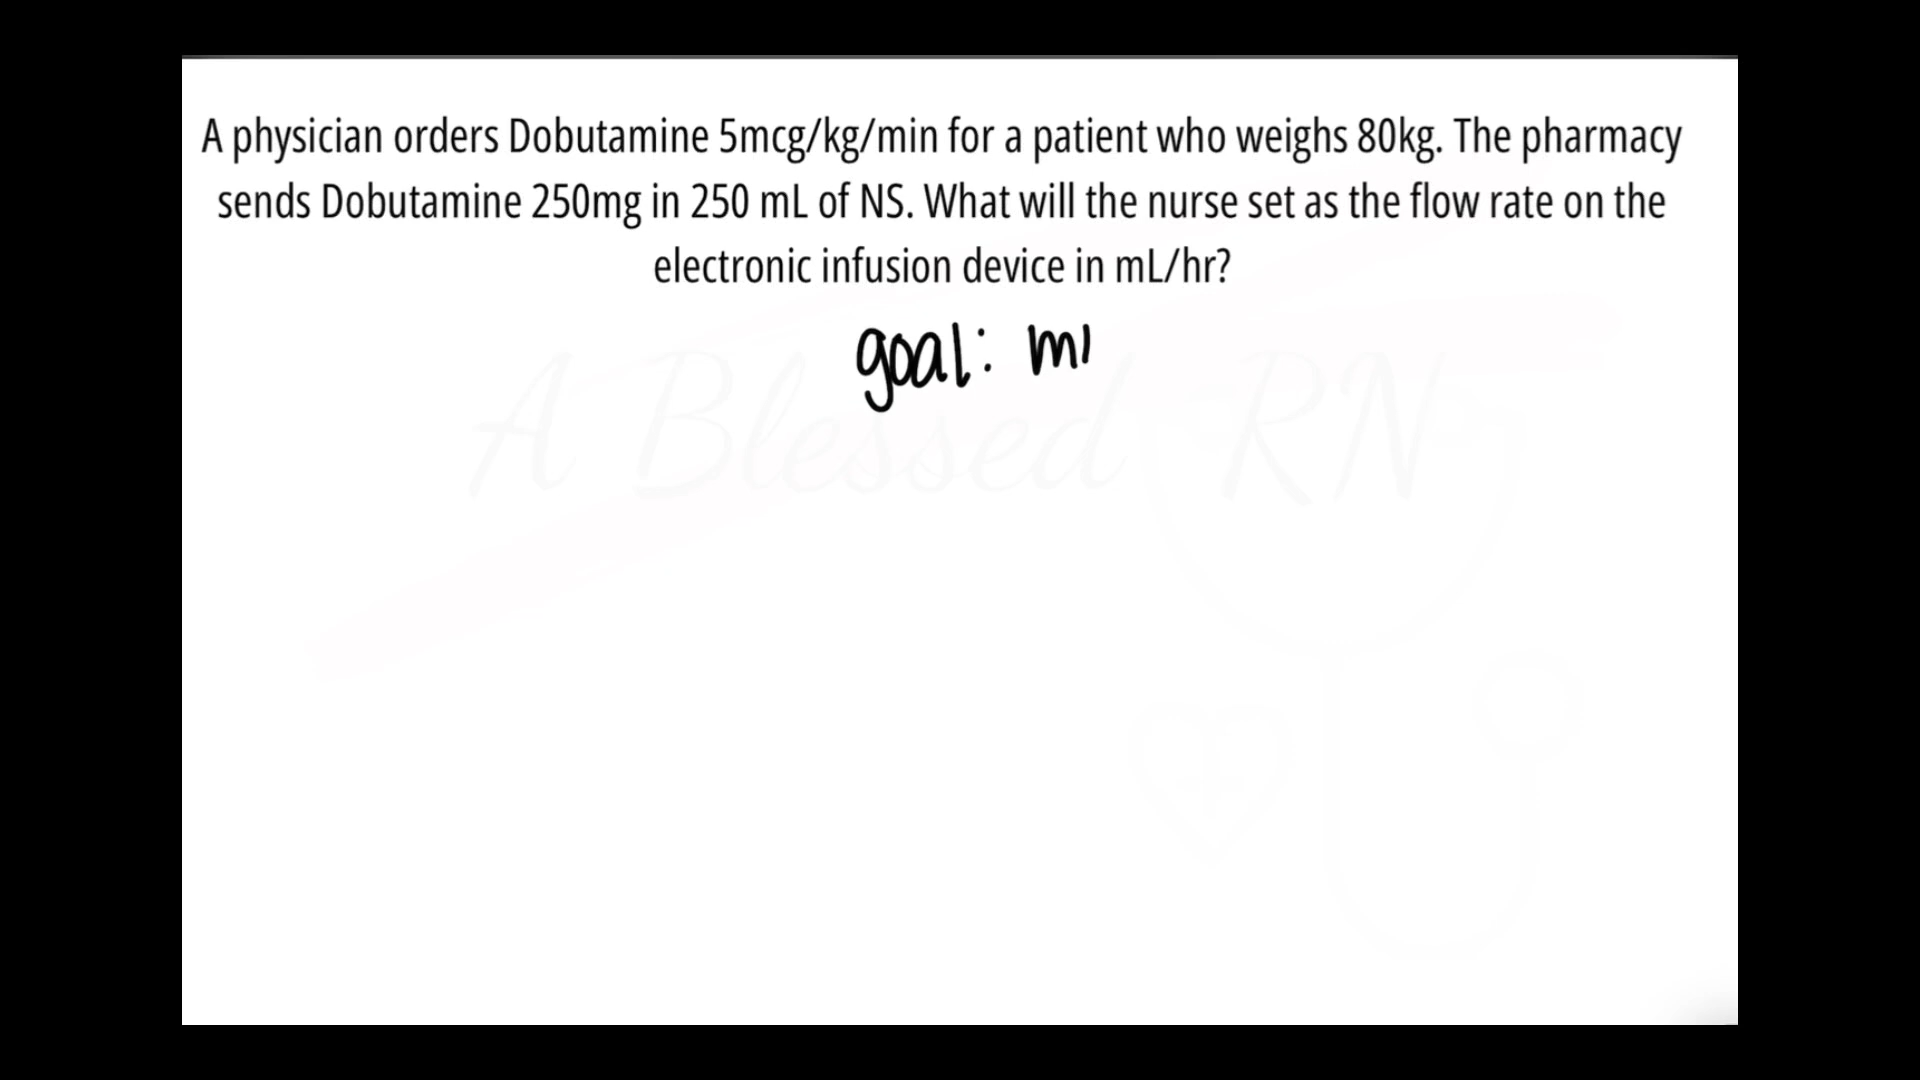 A physician orders Dobutamine 5mcg/kg/min for a patient who weighs 80kg. The pharmacy
sends Dobutamine 250mg in 250 mL of NS. What will the nurse set as the flow rate on the
electronic infusion device in mL/hr?
goal: ml
A Blessed RN